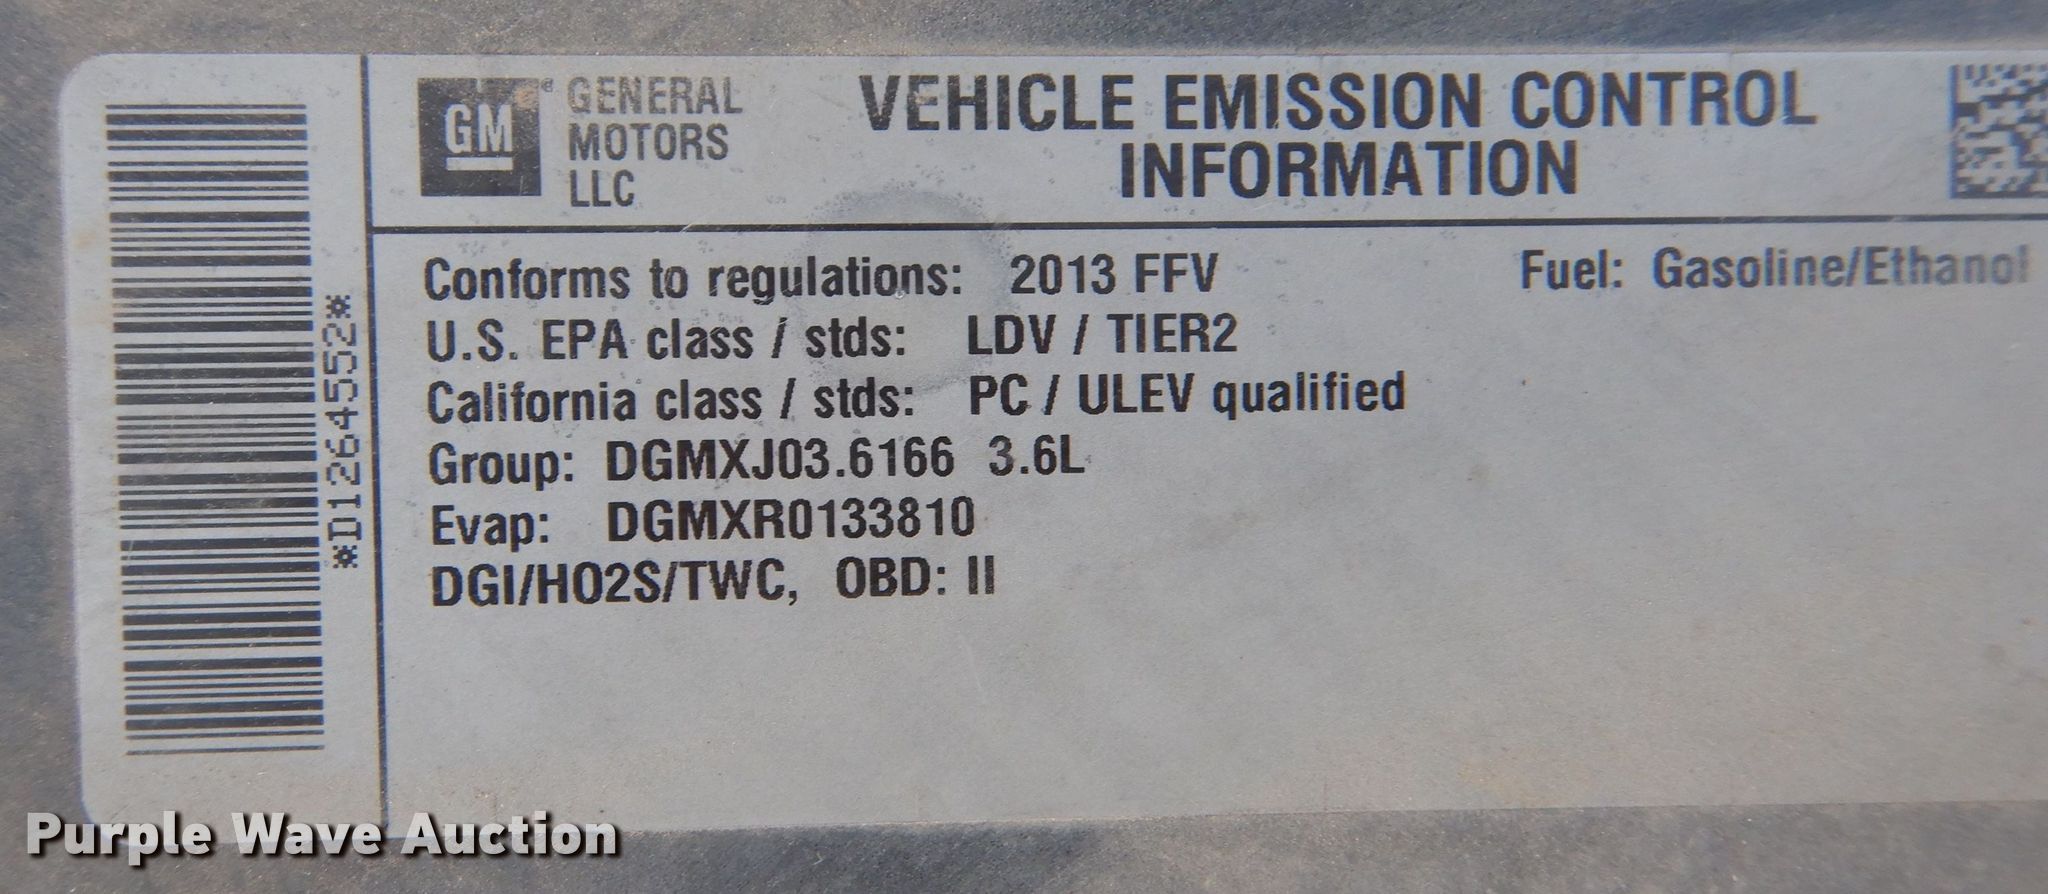 *D1264552*
GM
GENERAL
MOTORS
LLC
VEHICLE EMISSION CONTROL
INFORMATION
Conforms to regulations: 2013 FFV Fuel: Gasoline/Ethanol
U.S. EPA class / stds: LDV / TIER2
California class / stds: PC / ULEV qualified
Group: DGMXJ03.6166 3.6L
Evap: DGMXR0133810
DGI/HO2S/TWC, OBD: II
Purple Wave Auction